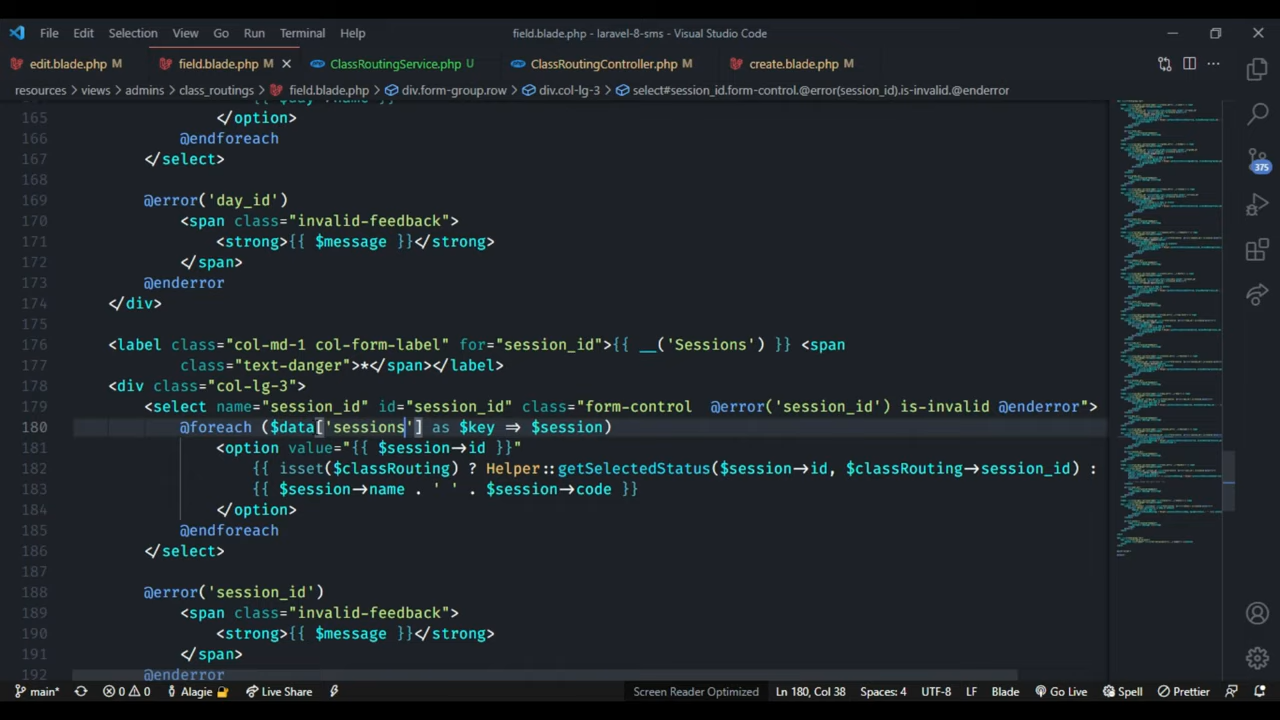 File Edit Selection View Go Run Terminal Help field.blade.php - laravel-8-sms - Visual Studio Code
edit.blade.php M field.blade.php M ClassRoutingService.php U ClassRoutingController.php M create.blade.php M
resources > views > admins > class_routings > field.blade.php > div.form-group.row > div.col-lg-3 > select#session_id.form-control.@error(session_id).is-invalid.@enderror
165 </option>
166 @endforeach
167 </select>
168
169 @error('day_id')
170 <span class="invalid-feedback">
171 <strong>{{ $message }}</strong>
172 </span>
173 @enderror
174 </div>
175
176 <label class="col-md-1 col-form-label" for="session_id">{{ __('Sessions') }} <span
177 class="text-danger">*</span></label>
178 <div class="col-lg-3">
179 <select name="session_id" id="session_id" class="form-control  @error('session_id') is-invalid @enderror">
180 @foreach ($data['sessions'] as $key => $session)
181 <option value="{{ $session->id }}"
182 {{ isset($classRouting) ? Helper::getSelectedStatus($session->id, $classRouting->session_id) :
183 {{ $session->name . ' ' . $session->code }}
184 </option>
185 @endforeach
186 </select>
187
188 @error('session_id')
189 <span class="invalid-feedback">
190 <strong>{{ $message }}</strong>
191 </span>
192 @enderror
375
main* 0 0 Alagie Live Share Screen Reader Optimized Ln 180, Col 38 Spaces: 4 UTF-8 LF Blade Go Live Spell Prettier